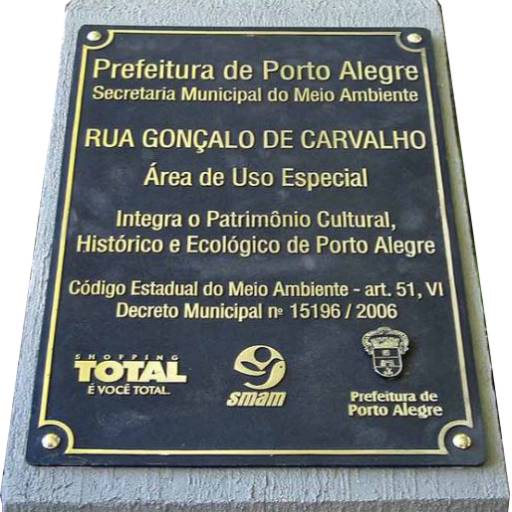 Prefeitura de Porto Alegre
Secretaria Municipal do Meio Ambiente
RUA GONÇALO DE CARVALHO
Área de Uso Especial
Integra o Patrimônio Cultural,
Histórico e Ecológico de Porto Alegre
Código Estadual do Meio Ambiente - art. 51, VI
Decreto Municipal nº 15196 / 2006
SHOPPING
TOTAL
É VOCÊ TOTAL.
smam
Prefeitura de
Porto Alegre